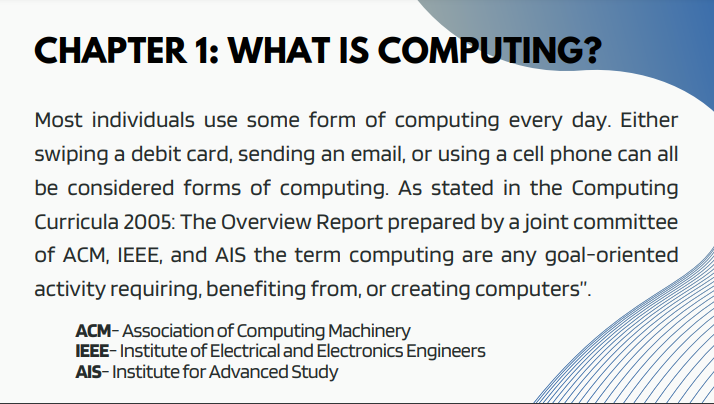 CHAPTER 1: WHAT IS COMPUTING?
Most individuals use some form of computing every day. Either
swiping a debit card, sending an email, or using a cell phone can all
be considered forms of computing. As stated in the Computing
Curricula 2005: The Overview Report prepared by a joint committee
of ACM, IEEE, and AIS the term computing are any goal-oriented
activity requiring, benefiting from, or creating computers”.
ACM- Association of Computing Machinery
IEEE- Institute of Electrical and Electronics Engineers
AIS- Institute for Advanced Study